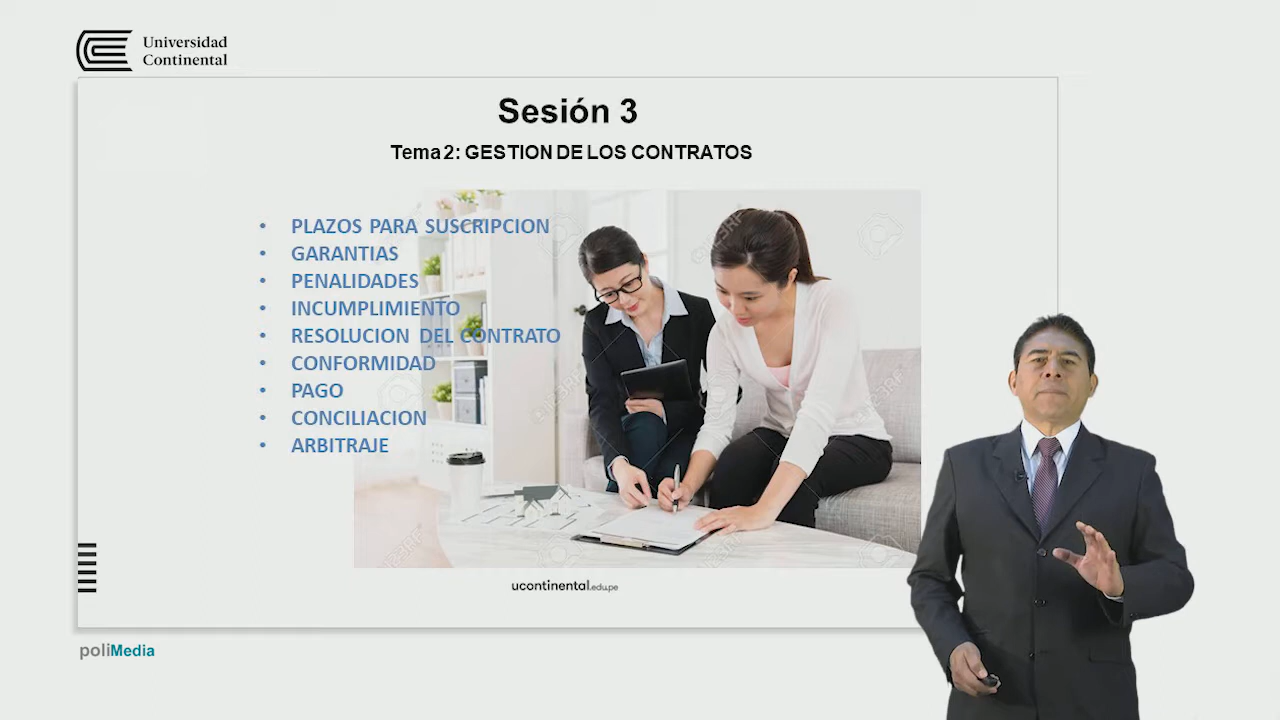 Universidad
Continental
Sesión 3
Tema 2: GESTION DE LOS CONTRATOS
• PLAZOS PARA SUSCRIPCION
• GARANTIAS
• PENALIDADES
• INCUMPLIMIENTO
• RESOLUCION DEL CONTRATO
• CONFORMIDAD
• PAGO
• CONCILIACION
• ARBITRAJE
ucontinental.edu.pe
poliMedia